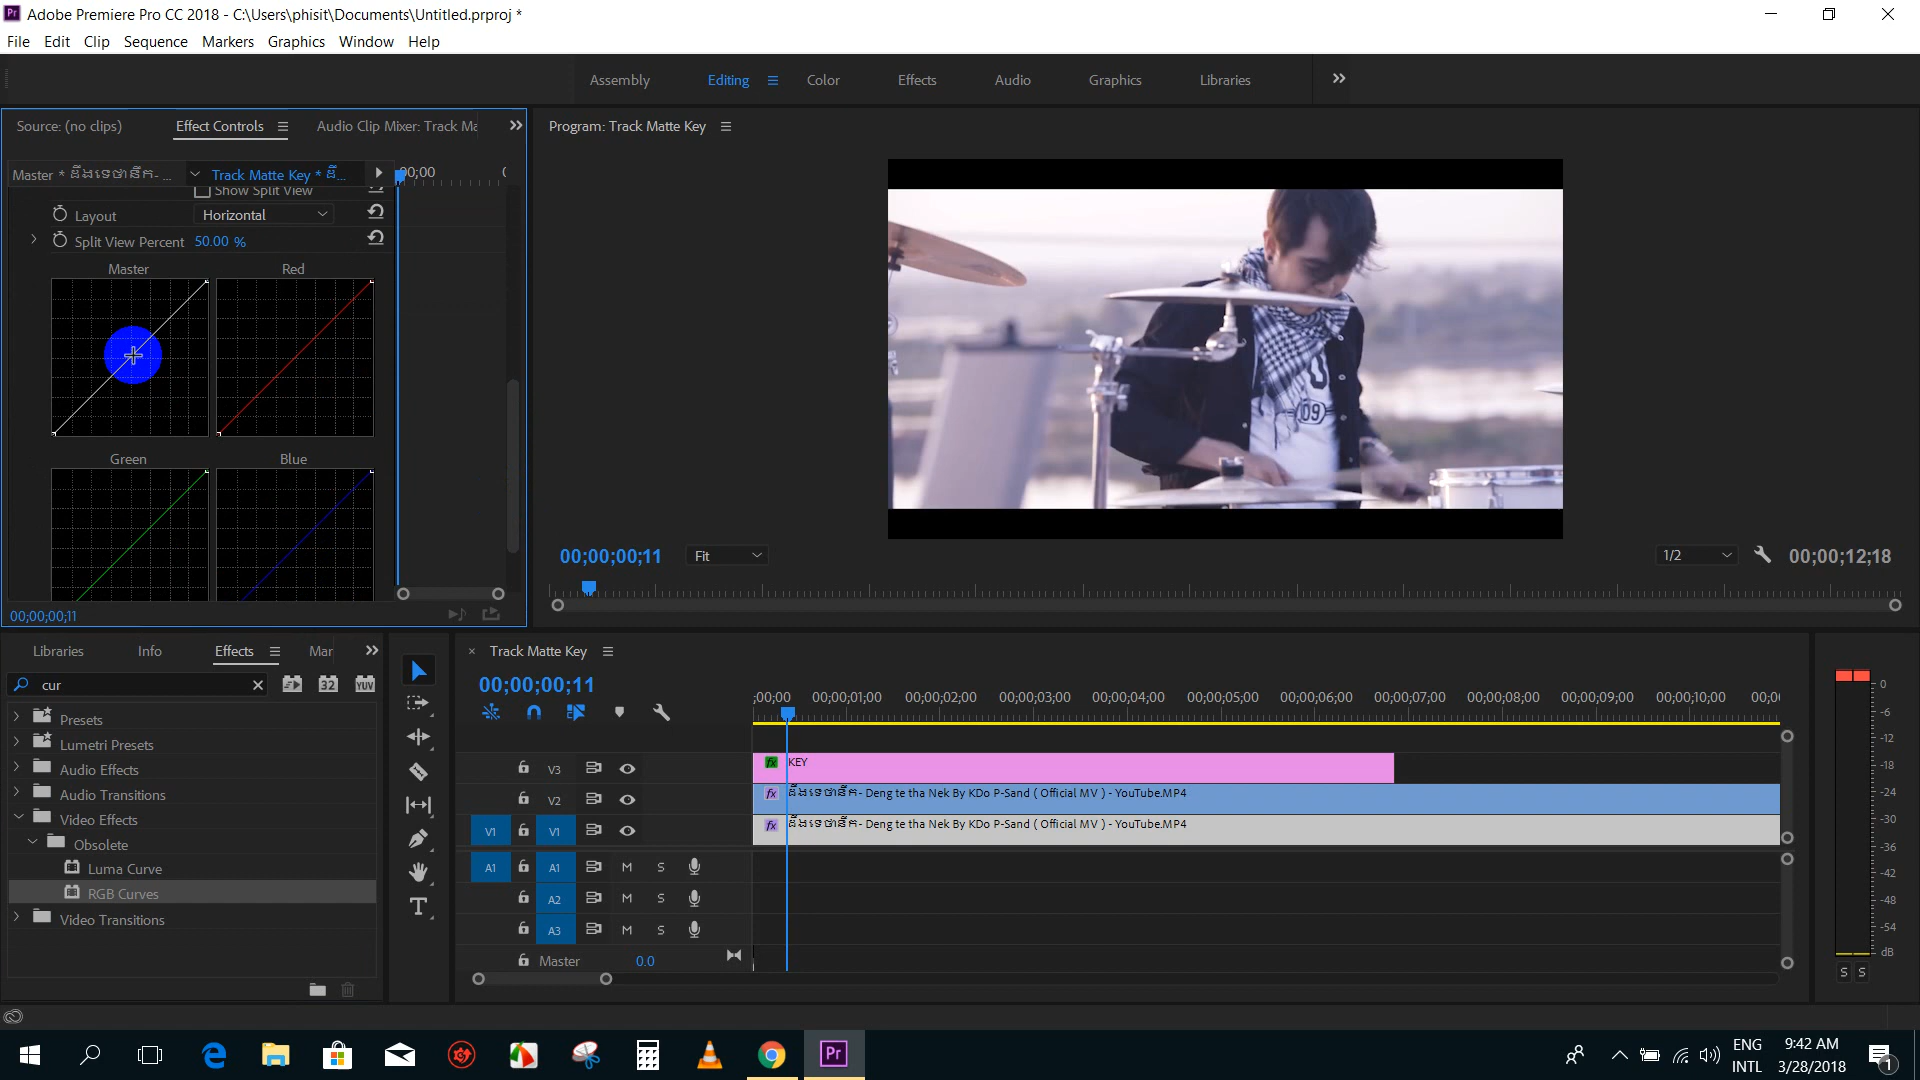 Adobe Premiere Pro CC 2018 - C:\Users\phisit\Documents\Untitled.prproj *
File Edit Clip Sequence Markers Graphics Window Help
Assembly Editing Color Effects Audio Graphics Libraries
Source: (no clips) Effect Controls Audio Clip Mixer: Track Ma
Program: Track Matte Key
Master * ដឹងទេថានឹក- ... Track Matte Key * ដឹ...
00;00
Show Split View
Layout Horizontal
Split View Percent 50.00 %
Master Red
Green Blue
00;00;00;11
09
00;00;00;11 Fit 1/2 00;00;12;18
Libraries Info Effects Mar
cur
32 YUV
Presets
Lumetri Presets
Audio Effects
Audio Transitions
Video Effects
Obsolete
Luma Curve
RGB Curves
Video Transitions
Track Matte Key
00;00;00;11
;00;00 00;00;01;00 00;00;02;00 00;00;03;00 00;00;04;00 00;00;05;00 00;00;06;00 00;00;07;00 00;00;08;00 00;00;09;00 00;00;10;00 00;0
V3 fx KEY
V2 fx ដឹងទេថានឹក- Deng te tha Nek By KDo P-Sand ( Official MV ) - YouTube.MP4
V1 V1 fx ដឹងទេថានឹក- Deng te tha Nek By KDo P-Sand ( Official MV ) - YouTube.MP4
A1 A1 M S
A2 M S
A3 M S
Master 0.0
0
-6
-12
-18
-24
-30
-36
-42
-48
-54
dB
S S
Pr
ENG
INTL
9:42 AM
3/28/2018
1